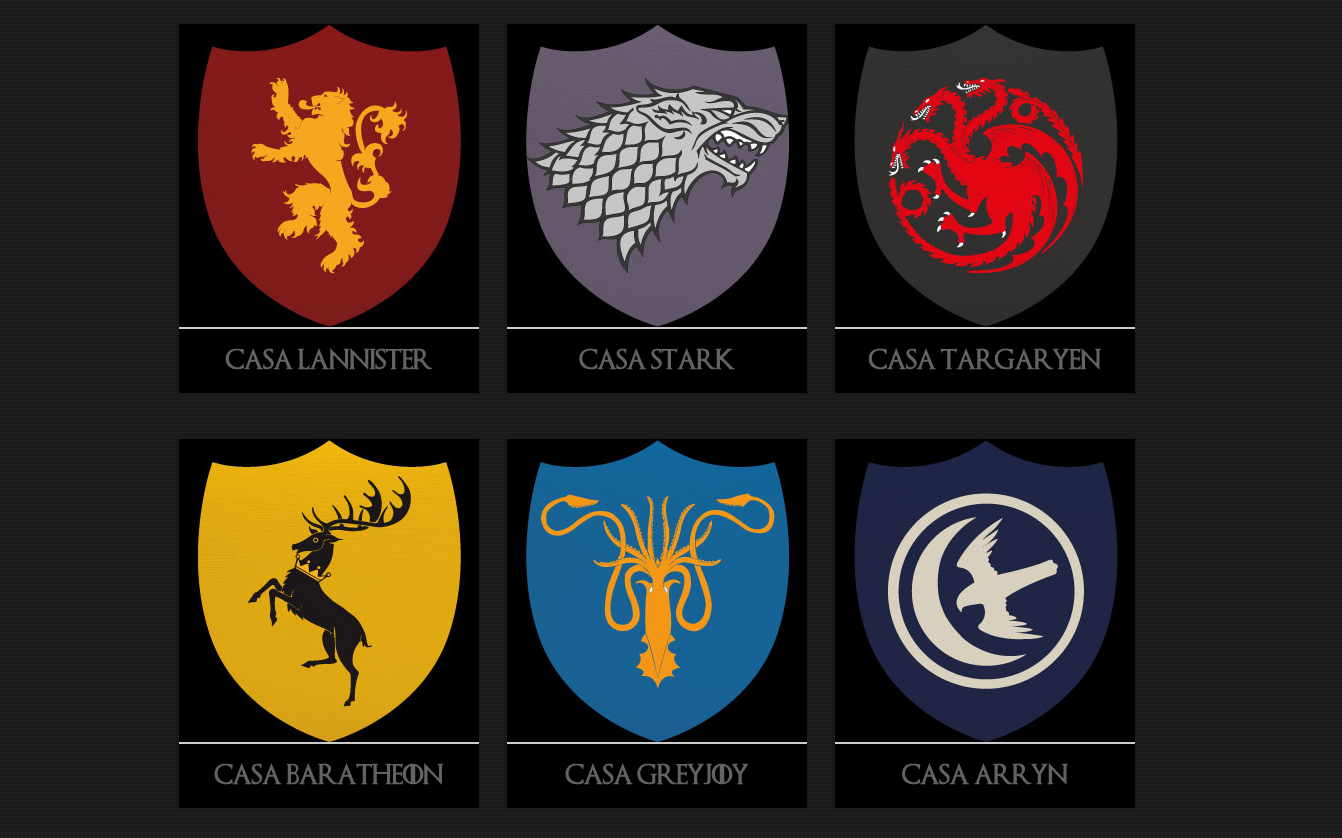 CASA LANNISTER
CASA STARK
CASA TARGARYEN
CASA BARATHEON
CASA GREYJOY
CASA ARRYN